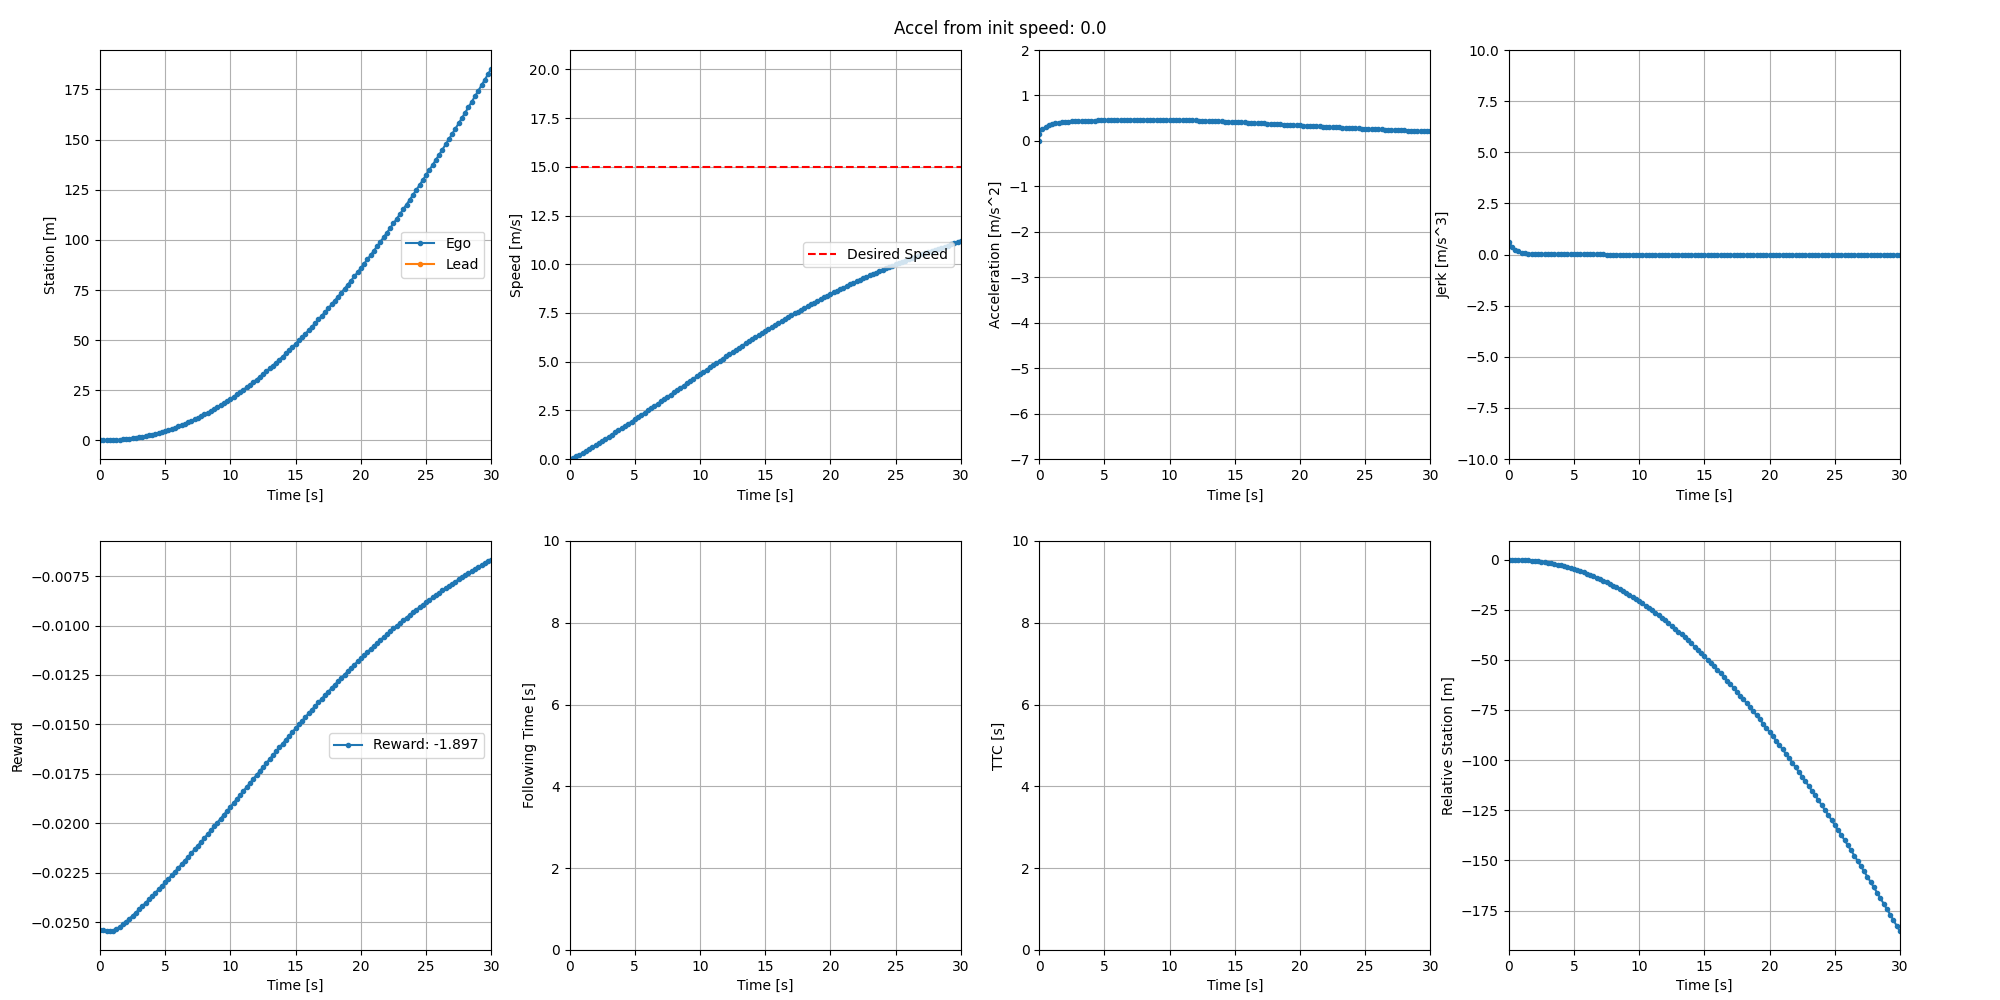 Accel from init speed: 0.0
Station [m]
175
150
125
100
75
50
25
0
Ego
Lead
0 5 10 15 20 25 30
Time [s]
Speed [m/s]
20.0
17.5
15.0
12.5
10.0
7.5
5.0
2.5
0.0
Desired Speed
0 5 10 15 20 25 30
Time [s]
Acceleration [m/s^2]
2
1
0
−1
−2
−3
−4
−5
−6
−7
0 5 10 15 20 25 30
Time [s]
Jerk [m/s^3]
10.0
7.5
5.0
2.5
0.0
−2.5
−5.0
−7.5
−10.0
0 5 10 15 20 25 30
Time [s]
Reward
−0.0075
−0.0100
−0.0125
−0.0150
−0.0175
−0.0200
−0.0225
−0.0250
Reward: -1.897
0 5 10 15 20 25 30
Time [s]
Following Time [s]
10
8
6
4
2
0
0 5 10 15 20 25 30
Time [s]
TTC [s]
10
8
6
4
2
0
0 5 10 15 20 25 30
Time [s]
Relative Station [m]
0
−25
−50
−75
−100
−125
−150
−175
0 5 10 15 20 25 30
Time [s]